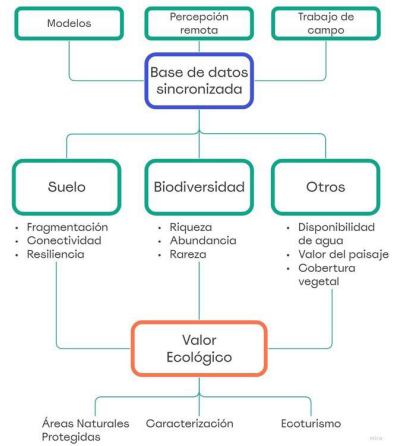 Modelos
Percepción
remota
Trabajo de
campo
Base de datos
sincronizada
Suelo
Biodiversidad
Otros
• Fragmentación
• Conectividad
• Resiliencia
• Riqueza
• Abundancia
• Rareza
• Disponibilidad
de agua
• Valor del paisaje
• Cobertura
vegetal
Valor
Ecológico
Áreas Naturales
Protegidas
Caracterización
Ecoturismo
miro